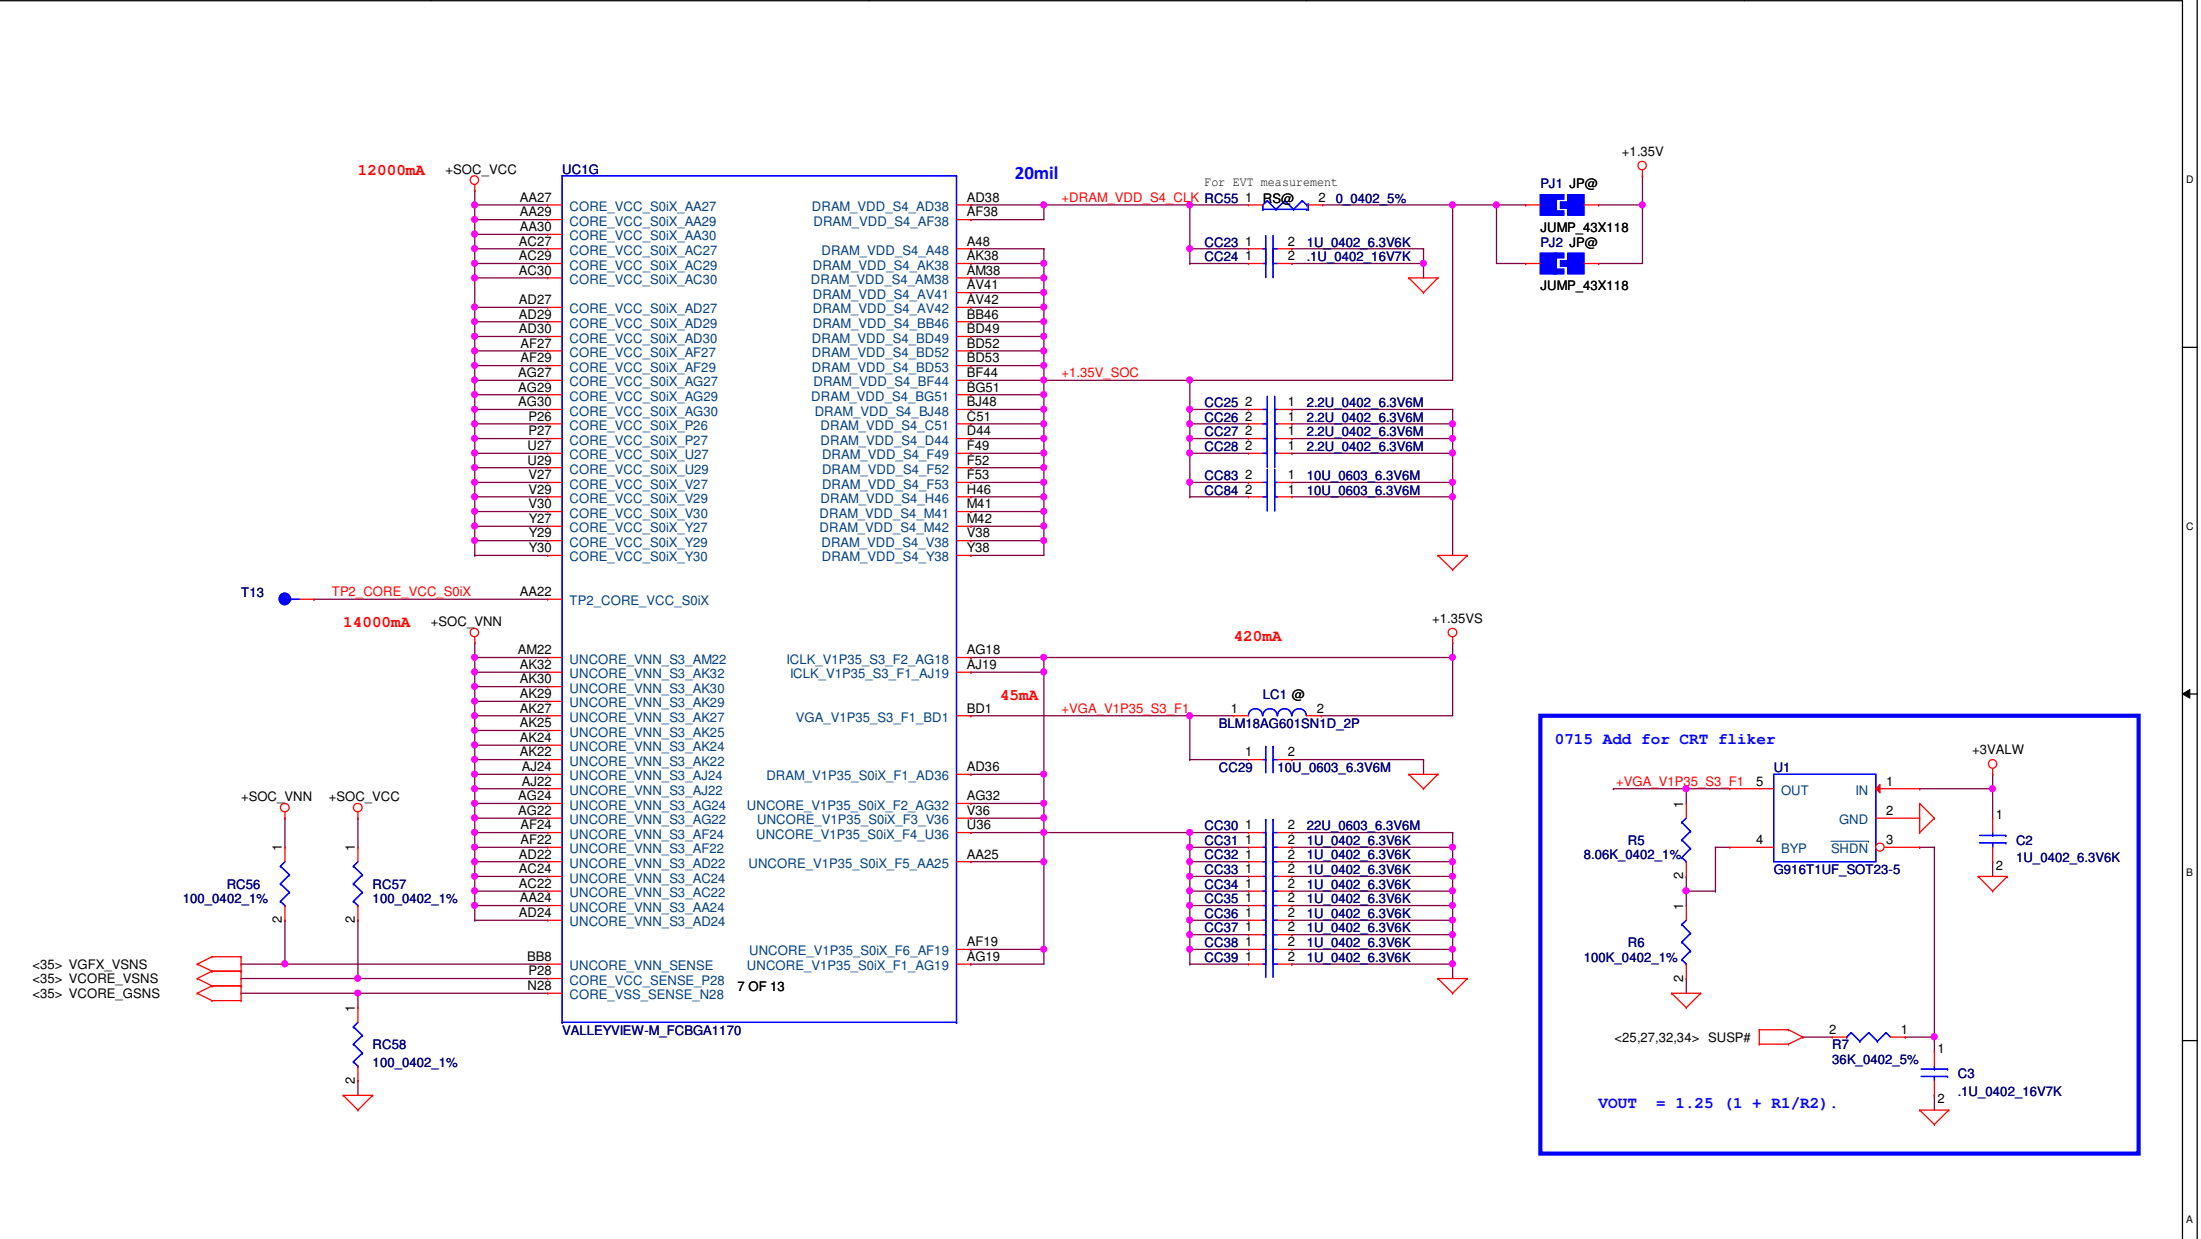 12000mA
+SOC_VCC
UC1G
AA27 CORE_VCC_S0iX_AA27
AA29 CORE_VCC_S0iX_AA29
AA30 CORE_VCC_S0iX_AA30
AC27 CORE_VCC_S0iX_AC27
AC29 CORE_VCC_S0iX_AC29
AC30 CORE_VCC_S0iX_AC30
AD27 CORE_VCC_S0iX_AD27
AD29 CORE_VCC_S0iX_AD29
AD30 CORE_VCC_S0iX_AD30
AF27 CORE_VCC_S0iX_AF27
AF29 CORE_VCC_S0iX_AF29
AG27 CORE_VCC_S0iX_AG27
AG29 CORE_VCC_S0iX_AG29
AG30 CORE_VCC_S0iX_AG30
P26 CORE_VCC_S0iX_P26
P27 CORE_VCC_S0iX_P27
U27 CORE_VCC_S0iX_U27
U29 CORE_VCC_S0iX_U29
V27 CORE_VCC_S0iX_V27
V29 CORE_VCC_S0iX_V29
V30 CORE_VCC_S0iX_V30
Y27 CORE_VCC_S0iX_Y27
Y29 CORE_VCC_S0iX_Y29
Y30 CORE_VCC_S0iX_Y30
T13 TP2_CORE_VCC_S0iX AA22 TP2_CORE_VCC_S0iX
14000mA
+SOC_VNN
AM22 UNCORE_VNN_S3_AM22
AK32 UNCORE_VNN_S3_AK32
AK30 UNCORE_VNN_S3_AK30
AK29 UNCORE_VNN_S3_AK29
AK27 UNCORE_VNN_S3_AK27
AK25 UNCORE_VNN_S3_AK25
AK24 UNCORE_VNN_S3_AK24
AK22 UNCORE_VNN_S3_AK22
AJ24 UNCORE_VNN_S3_AJ24
AJ22 UNCORE_VNN_S3_AJ22
AG24 UNCORE_VNN_S3_AG24
AG22 UNCORE_VNN_S3_AG22
AF24 UNCORE_VNN_S3_AF24
AF22 UNCORE_VNN_S3_AF22
AD22 UNCORE_VNN_S3_AD22
AC24 UNCORE_VNN_S3_AC24
AC22 UNCORE_VNN_S3_AC22
AA24 UNCORE_VNN_S3_AA24
AD24 UNCORE_VNN_S3_AD24
+SOC_VNN
+SOC_VCC
1
1
RC56
100_0402_1%
RC57
100_0402_1%
2
2
<35> VGFX_VSNS BB8 UNCORE_VNN_SENSE
<35> VCORE_VSNS P28 CORE_VCC_SENSE_P28
<35> VCORE_GSNS N28 CORE_VSS_SENSE_N28
1
RC58
100_0402_1%
2
7 OF 13
VALLEYVIEW-M_FCBGA1170
20mil
DRAM_VDD_S4_AD38 AD38
DRAM_VDD_S4_AF38 AF38
DRAM_VDD_S4_A48 A48
DRAM_VDD_S4_AK38 AK38
DRAM_VDD_S4_AM38 AM38
DRAM_VDD_S4_AV41 AV41
DRAM_VDD_S4_AV42 AV42
DRAM_VDD_S4_BB46 BB46
DRAM_VDD_S4_BD49 BD49
DRAM_VDD_S4_BD52 BD52
DRAM_VDD_S4_BD53 BD53
DRAM_VDD_S4_BF44 BF44
DRAM_VDD_S4_BG51 BG51
DRAM_VDD_S4_BJ48 BJ48
DRAM_VDD_S4_C51 C51
DRAM_VDD_S4_D44 D44
DRAM_VDD_S4_F49 F49
DRAM_VDD_S4_F52 F52
DRAM_VDD_S4_F53 F53
DRAM_VDD_S4_H46 H46
DRAM_VDD_S4_M41 M41
DRAM_VDD_S4_M42 M42
DRAM_VDD_S4_V38 V38
DRAM_VDD_S4_Y38 Y38
ICLK_V1P35_S3_F2_AG18 AG18
ICLK_V1P35_S3_F1_AJ19 AJ19
45mA
VGA_V1P35_S3_F1_BD1 BD1
DRAM_V1P35_S0iX_F1_AD36 AD36
UNCORE_V1P35_S0iX_F2_AG32 AG32
UNCORE_V1P35_S0iX_F3_V36 V36
UNCORE_V1P35_S0iX_F4_U36 U36
UNCORE_V1P35_S0iX_F5_AA25 AA25
UNCORE_V1P35_S0iX_F6_AF19 AF19
UNCORE_V1P35_S0iX_F1_AG19 AG19
For EVT measurement
+DRAM_VDD_S4_CLK RC55 1 RS@ 2 0_0402_5%
CC23 1 2 1U_0402_6.3V6K
CC24 1 2 .1U_0402_16V7K
+1.35V
PJ1 JP@
JUMP_43X118
PJ2 JP@
JUMP_43X118
+1.35V_SOC
CC25 2 1 2.2U_0402_6.3V6M
CC26 2 1 2.2U_0402_6.3V6M
CC27 2 1 2.2U_0402_6.3V6M
CC28 2 1 2.2U_0402_6.3V6M
CC83 2 1 10U_0603_6.3V6M
CC84 2 1 10U_0603_6.3V6M
+1.35VS
420mA
LC1 @
+VGA_V1P35_S3_F1 1 2
BLM18AG601SN1D_2P
1 2
CC29 10U_0603_6.3V6M
CC30 1 2 22U_0603_6.3V6M
CC31 1 2 1U_0402_6.3V6K
CC32 1 2 1U_0402_6.3V6K
CC33 1 2 1U_0402_6.3V6K
CC34 1 2 1U_0402_6.3V6K
CC35 1 2 1U_0402_6.3V6K
CC36 1 2 1U_0402_6.3V6K
CC37 1 2 1U_0402_6.3V6K
CC38 1 2 1U_0402_6.3V6K
CC39 1 2 1U_0402_6.3V6K
0715 Add for CRT fliker
+3VALW
U1
+VGA_V1P35_S3_F1 5 OUT IN 1
GND 2
4 BYP SHDN 3
G916T1UF_SOT23-5
1
R5
8.06K_0402_1%
2
1
R6
100K_0402_1%
2
1
C2
1U_0402_6.3V6K
2
<25,27,32,34> SUSP# 2 1
R7
36K_0402_5%
1
C3
.1U_0402_16V7K
2
VOUT = 1.25 (1 + R1/R2).
D
C
B
A